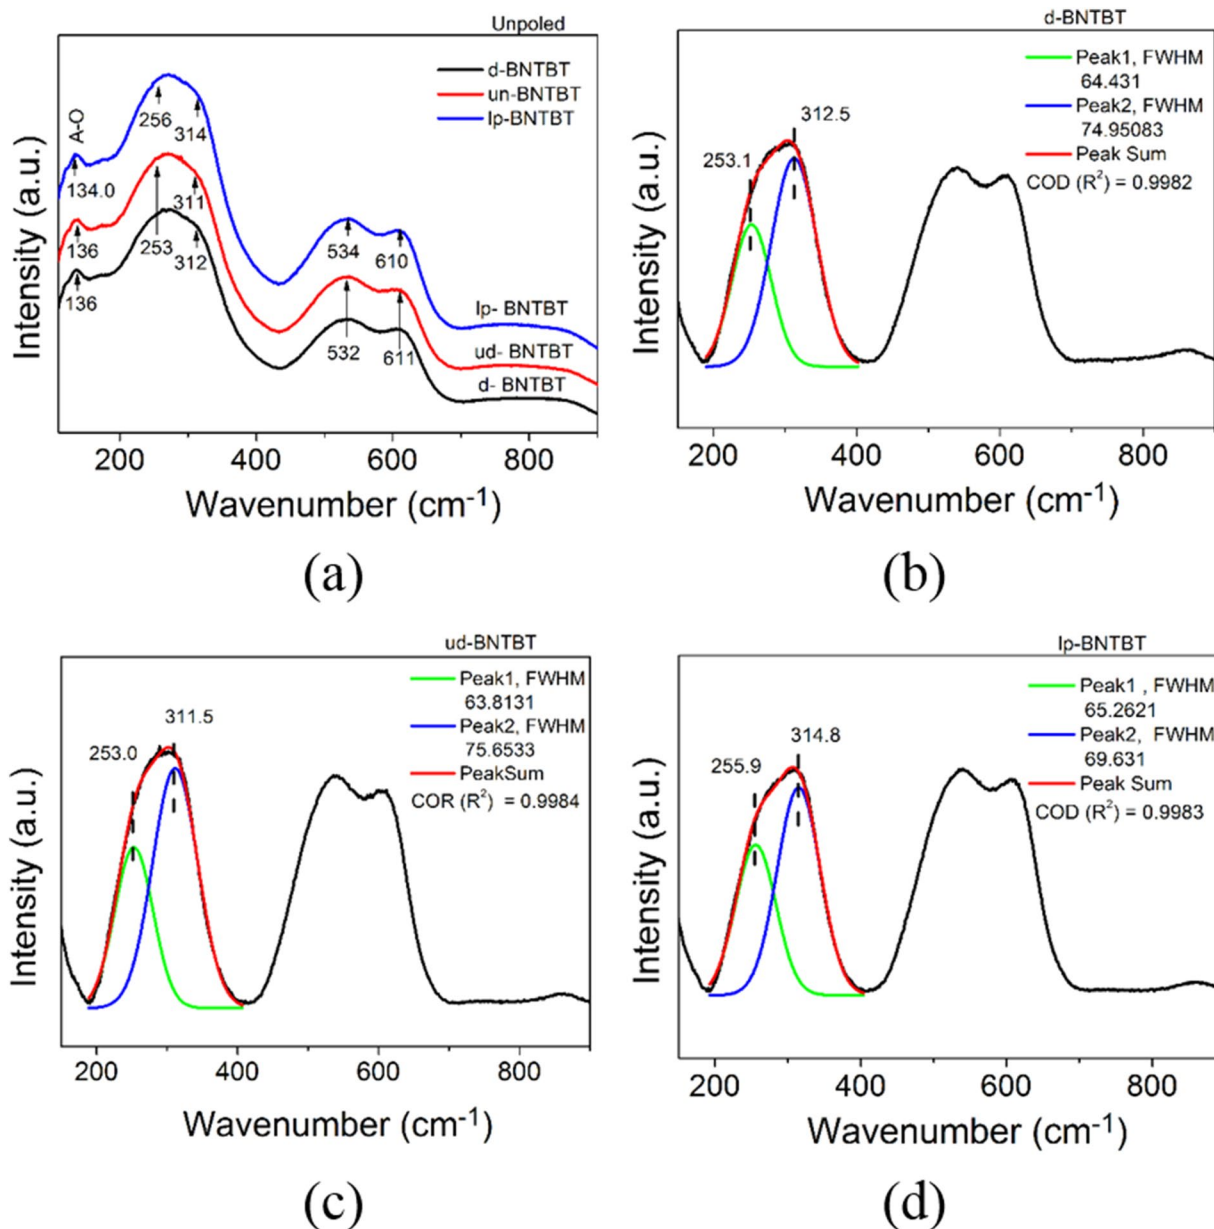 Unpoled
d-BNTBT
un-BNTBT
lp-BNTBT
A-O
134.0
256
314
136
253
311
136
312
534
610
532
611
lp- BNTBT
ud- BNTBT
d- BNTBT
Intensity (a.u.)
200 400 600 800
Wavenumber (cm-1)
(a)
d-BNTBT
Peak1, FWHM
64.431
Peak2, FWHM
74.95083
Peak Sum
COD (R2) = 0.9982
312.5
253.1
Intensity (a.u.)
200 400 600 800
Wavenumber (cm-1)
(b)
ud-BNTBT
Peak1, FWHM
63.8131
Peak2, FWHM
75.6533
PeakSum
COR (R2) = 0.9984
311.5
253.0
Intensity (a.u.)
200 400 600 800
Wavenumber (cm-1)
(c)
lp-BNTBT
Peak1 , FWHM
65.2621
Peak2, FWHM
69.631
Peak Sum
COD (R2) = 0.9983
314.8
255.9
Intensity (a.u.)
200 400 600 800
Wavenumber (cm-1)
(d)